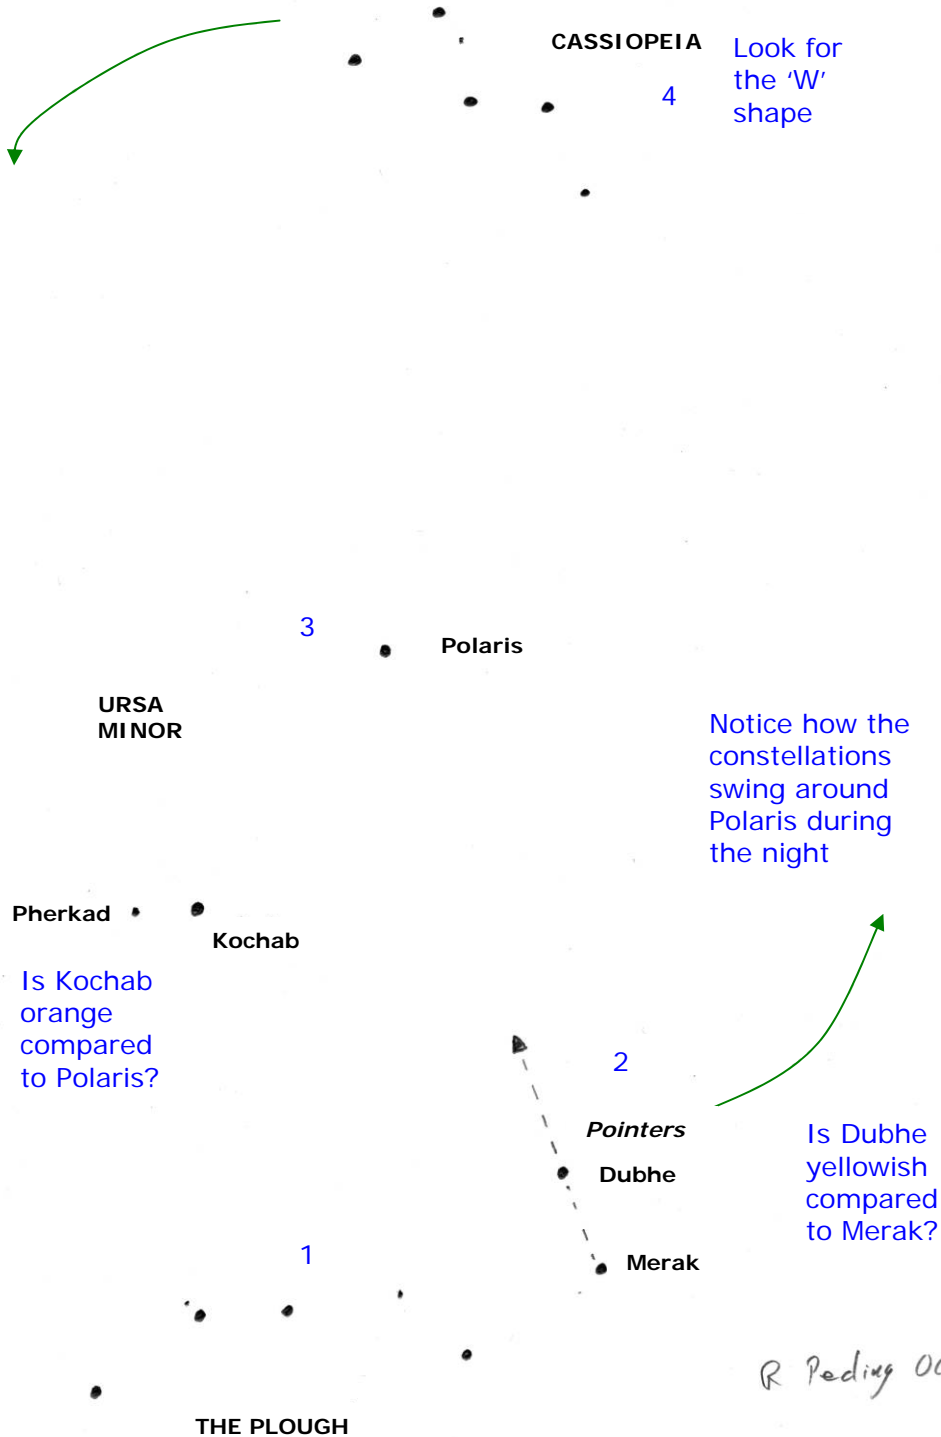 CASSIOPEIA
Look for
the ‘W’
shape
4
3
Polaris
URSA
MINOR
Notice how the
constellations
swing around
Polaris during
the night
Pherkad
Kochab
Is Kochab
orange
compared
to Polaris?
2
Pointers
Dubhe
Is Dubhe
yellowish
compared
to Merak?
1
Merak
R
THE PLOUGH